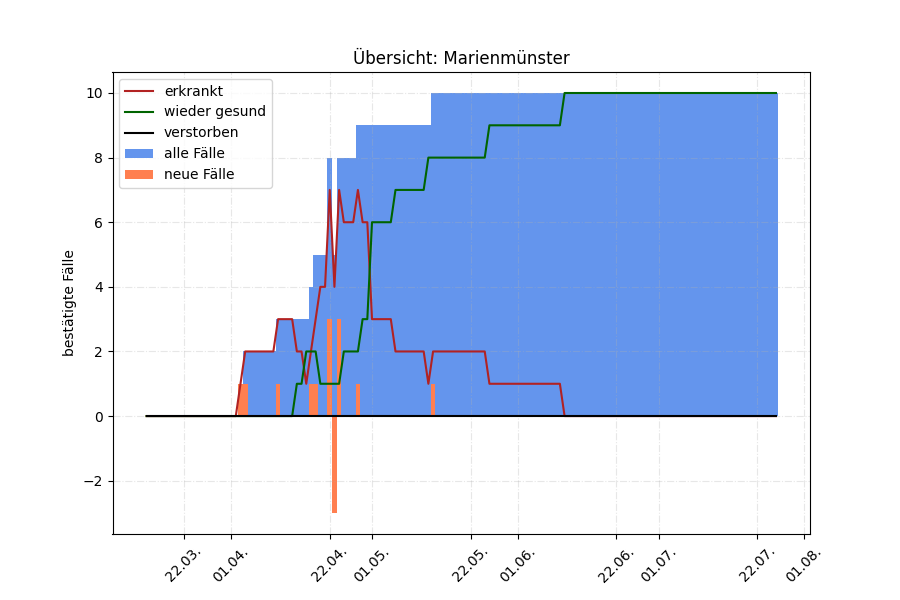 Übersicht: Marienmünster
erkrankt
wieder gesund
verstorben
alle Fälle
neue Fälle
bestätigte Fälle
10
8
6
4
2
0
−2
22.03.
01.04.
22.04.
01.05.
22.05.
01.06.
22.06.
01.07.
22.07.
01.08.